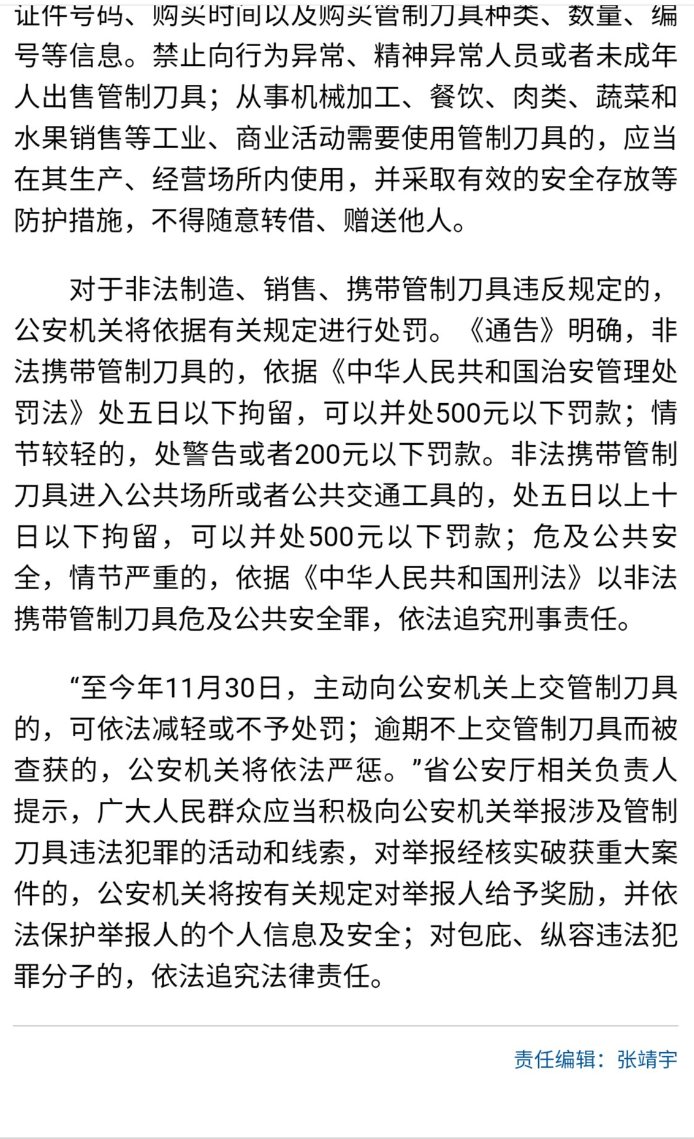 证件号码、购买时间以及购买管制刀具种类、数量、编
号等信息。禁止向行为异常、精神异常人员或者未成年
人出售管制刀具；从事机械加工、餐饮、肉类、蔬菜和
水果销售等工业、商业活动需要使用管制刀具的，应当
在其生产、经营场所内使用，并采取有效的安全存放等
防护措施，不得随意转借、赠送他人。
对于非法制造、销售、携带管制刀具违反规定的，
公安机关将依据有关规定进行处罚。《通告》明确，非
法携带管制刀具的，依据《中华人民共和国治安管理处
罚法》处五日以下拘留，可以并处500元以下罚款；情
节较轻的，处警告或者200元以下罚款。非法携带管制
刀具进入公共场所或者公共交通工具的，处五日以上十
日以下拘留，可以并处500元以下罚款；危及公共安
全，情节严重的，依据《中华人民共和国刑法》以非法
携带管制刀具危及公共安全罪，依法追究刑事责任。
“至今年11月30日，主动向公安机关上交管制刀具
的，可依法减轻或不予处罚；逾期不上交管制刀具而被
查获的，公安机关将依法严惩。”省公安厅相关负责人
提示，广大人民群众应当积极向公安机关举报涉及管制
刀具违法犯罪的活动和线索，对举报经核实破获重大案
件的，公安机关将按有关规定对举报人给予奖励，并依
法保护举报人的个人信息及安全；对包庇、纵容违法犯
罪分子的，依法追究法律责任。
责任编辑：张靖宇